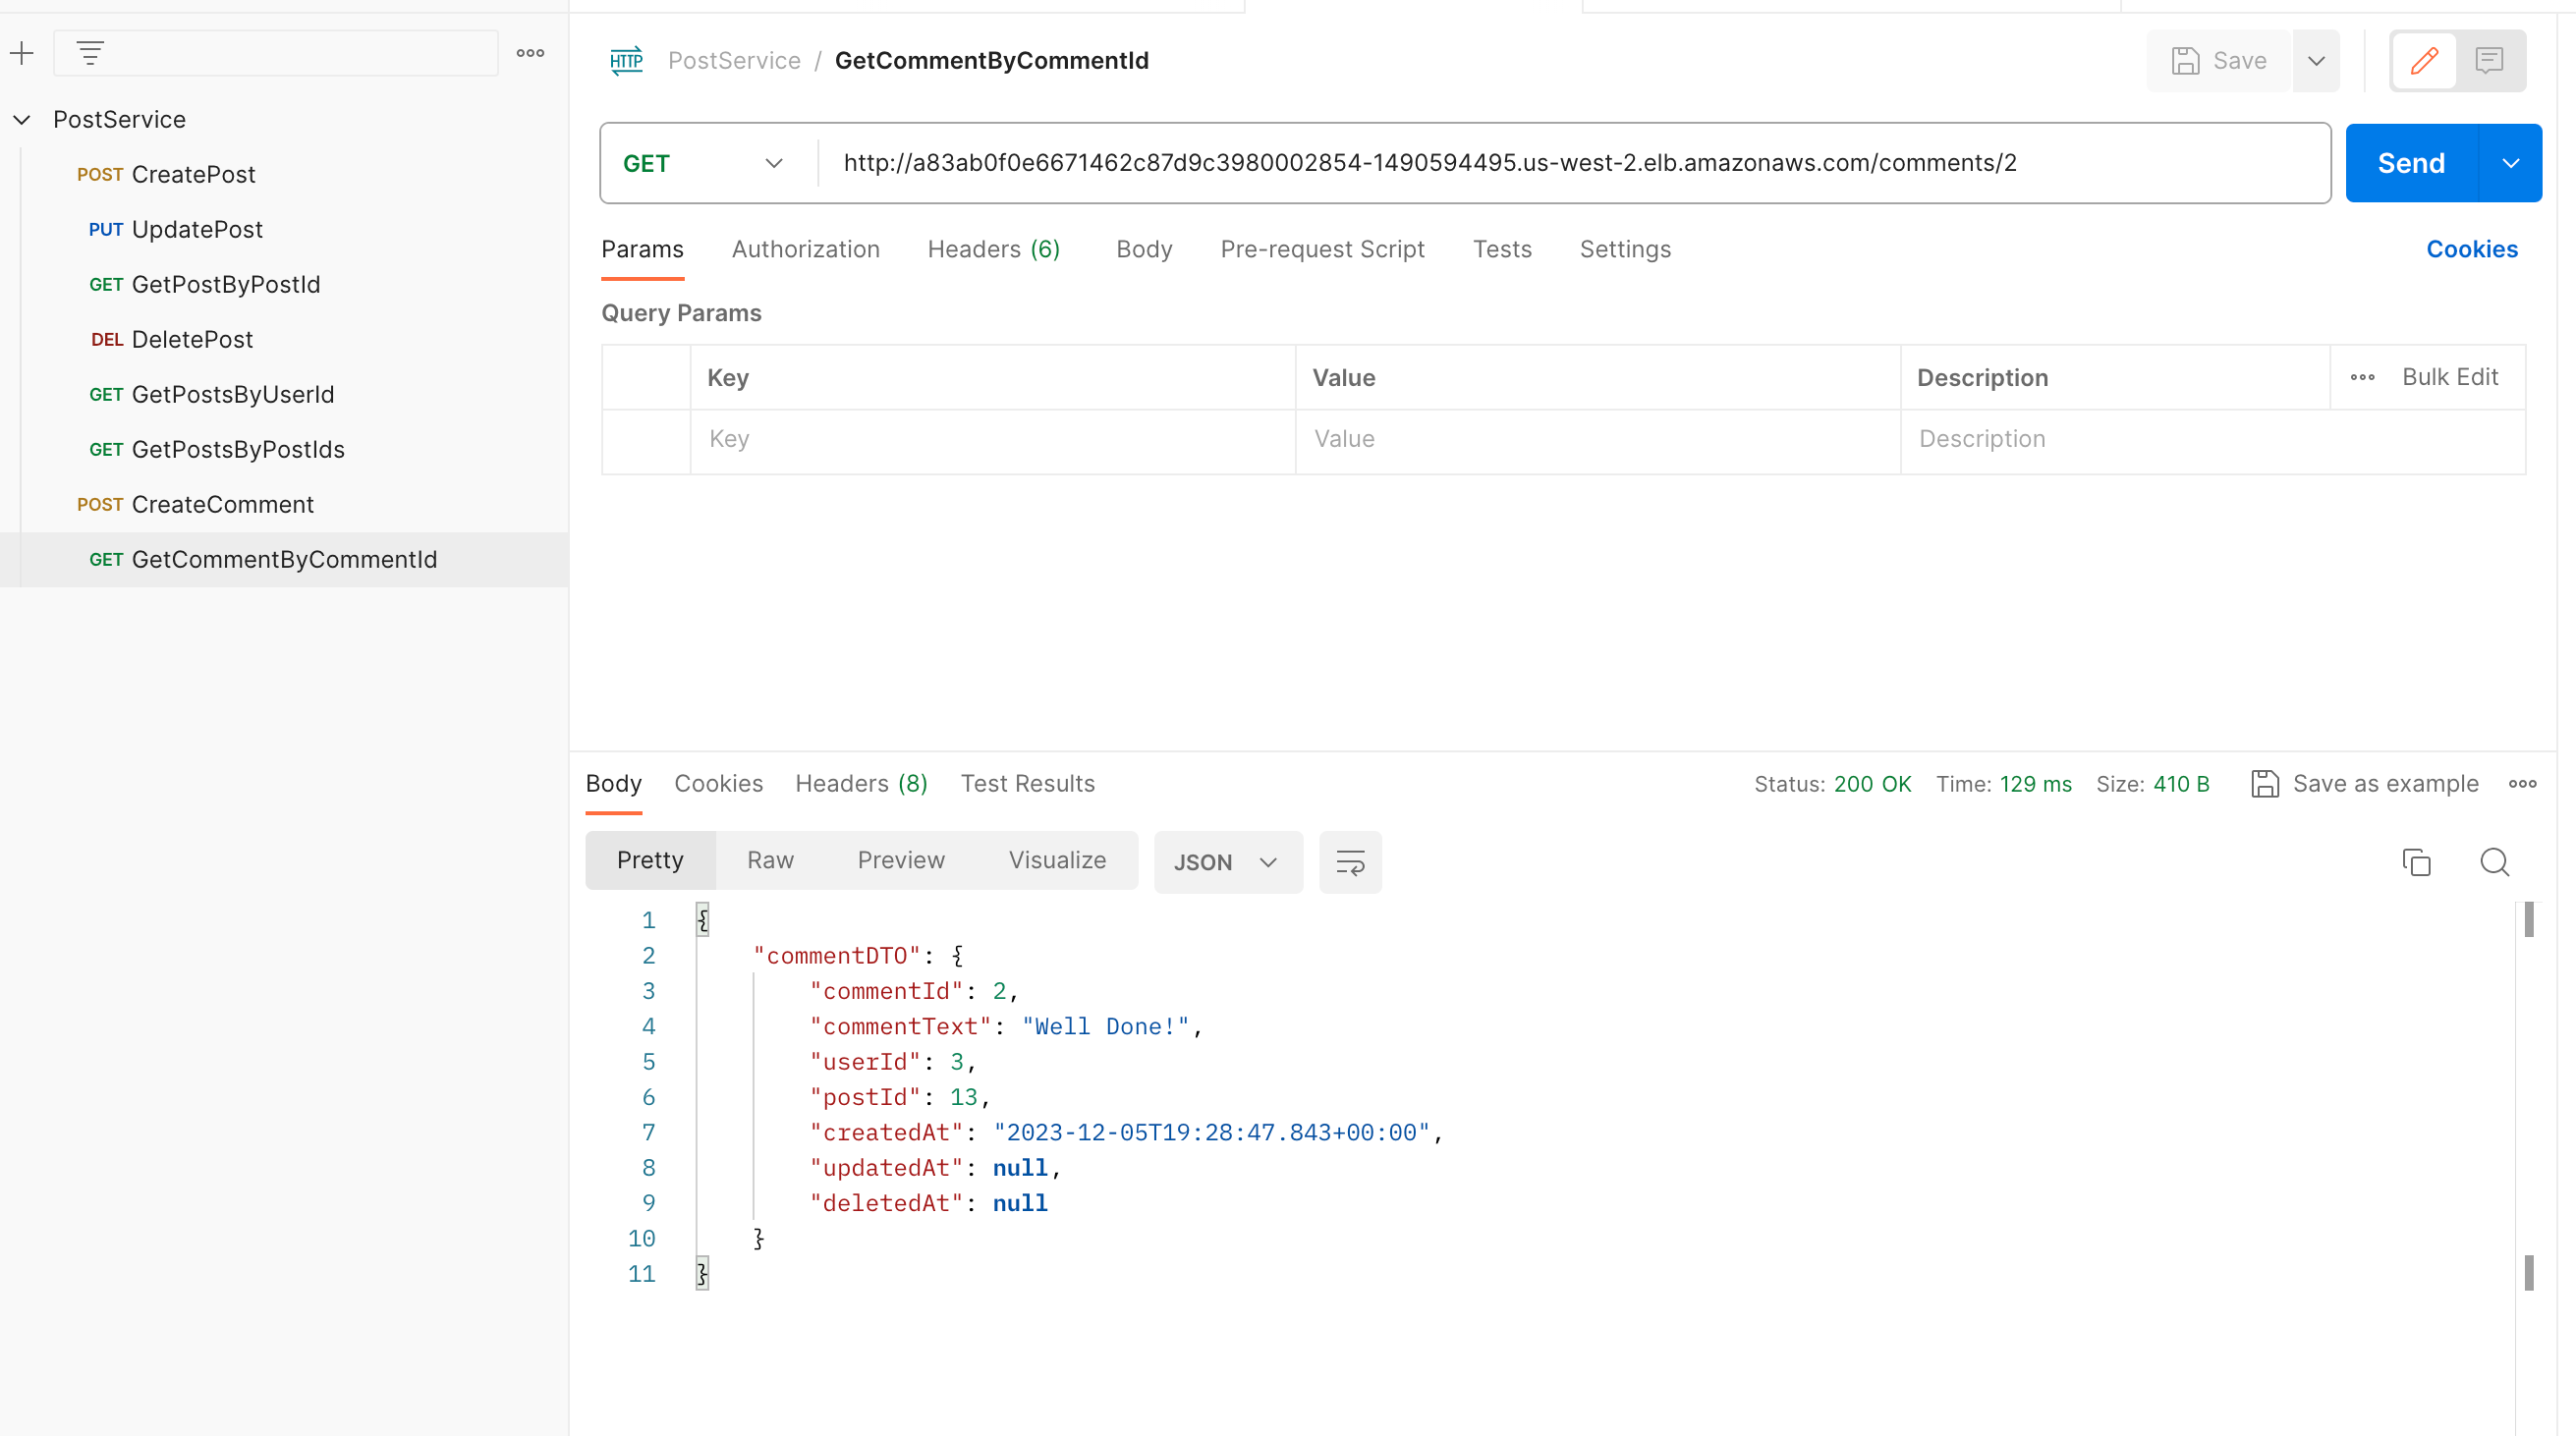 PostService
POST CreatePost
PUT UpdatePost
GET GetPostByPostId
DEL DeletePost
GET GetPostsByUserId
GET GetPostsByPostIds
POST CreateComment
GET GetCommentByCommentId
HTTP PostService / GetCommentByCommentId
Save
GET http://a83ab0f0e6671462c87d9c3980002854-1490594495.us-west-2.elb.amazonaws.com/comments/2 Send
Params Authorization Headers (6) Body Pre-request Script Tests Settings Cookies
Query Params
Key Value Description Bulk Edit
Key Value Description
Body Cookies Headers (8) Test Results Status: 200 OK Time: 129 ms Size: 410 B Save as example
Pretty Raw Preview Visualize JSON
1 {
2 "commentDTO": {
3 "commentId": 2,
4 "commentText": "Well Done!",
5 "userId": 3,
6 "postId": 13,
7 "createdAt": "2023-12-05T19:28:47.843+00:00",
8 "updatedAt": null,
9 "deletedAt": null
10 }
11 }